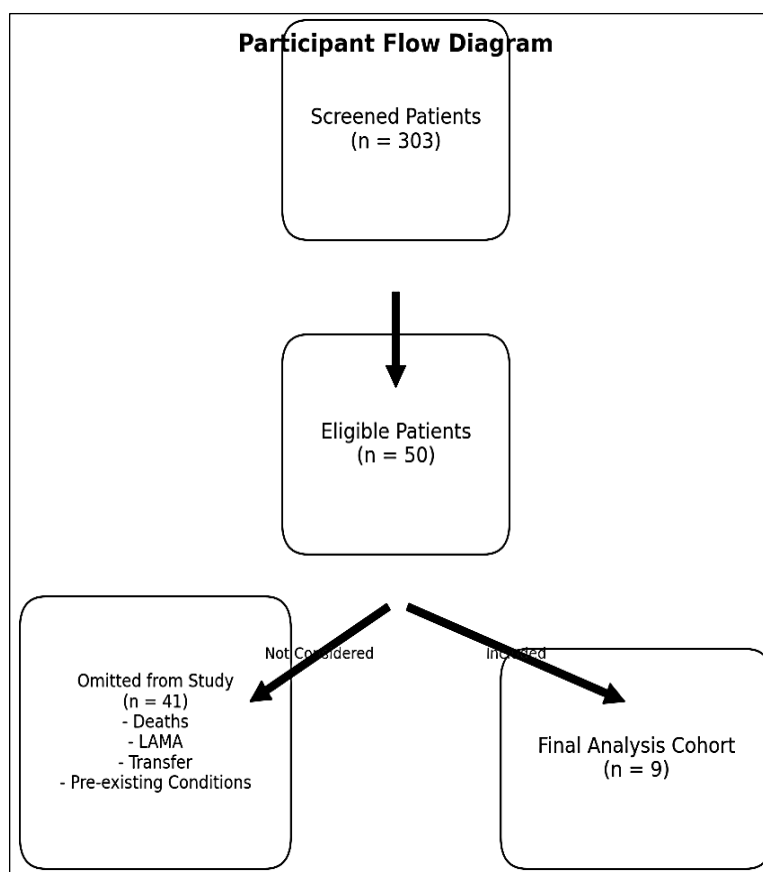 Participant Flow Diagram
Screened Patients
(n = 303)
Eligible Patients
(n = 50)
Not Considered
Included
Omitted from Study
(n = 41)
- Deaths
- LAMA
- Transfer
- Pre-existing Conditions
Final Analysis Cohort
(n = 9)